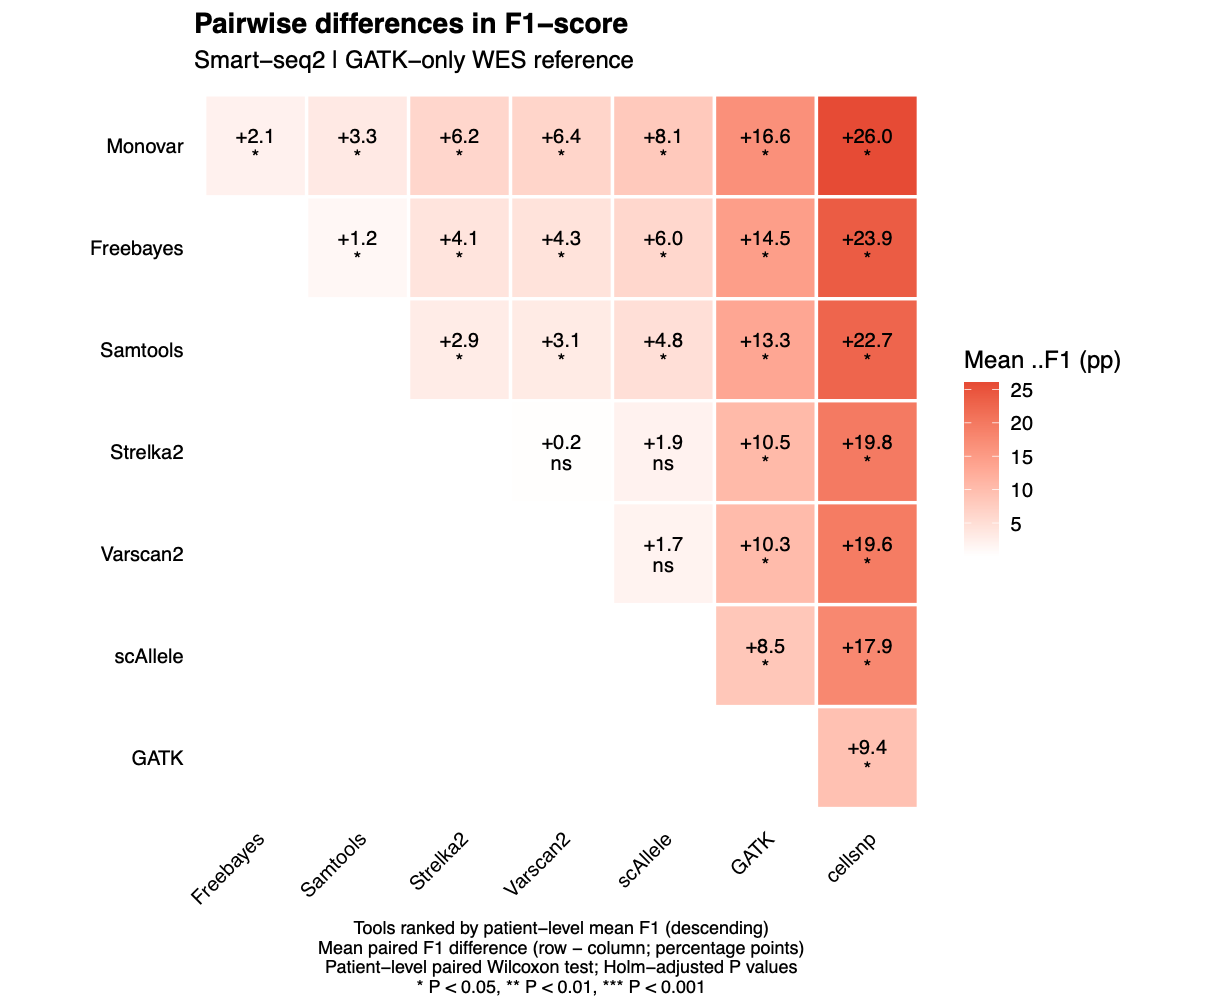 Pairwise differences in F1−score
Smart−seq2 | GATK−only WES reference
Monovar +2.1 +3.3 +6.2 +6.4 +8.1 +16.6 +26.0
* * * * * * *
Freebayes +1.2 +4.1 +4.3 +6.0 +14.5 +23.9
* * * * * *
Samtools +2.9 +3.1 +4.8 +13.3 +22.7
* * * * *
Strelka2 +0.2 +1.9 +10.5 +19.8
ns ns * *
Varscan2 +1.7 +10.3 +19.6
ns * *
scAllele +8.5 +17.9
* *
GATK +9.4
*
Freebayes Samtools Strelka2 Varscan2 scAllele GATK cellsnp
Mean ..F1 (pp)
25
20
15
10
5
Tools ranked by patient−level mean F1 (descending)
Mean paired F1 difference (row − column; percentage points)
Patient−level paired Wilcoxon test; Holm−adjusted P values
* P < 0.05, ** P < 0.01, *** P < 0.001